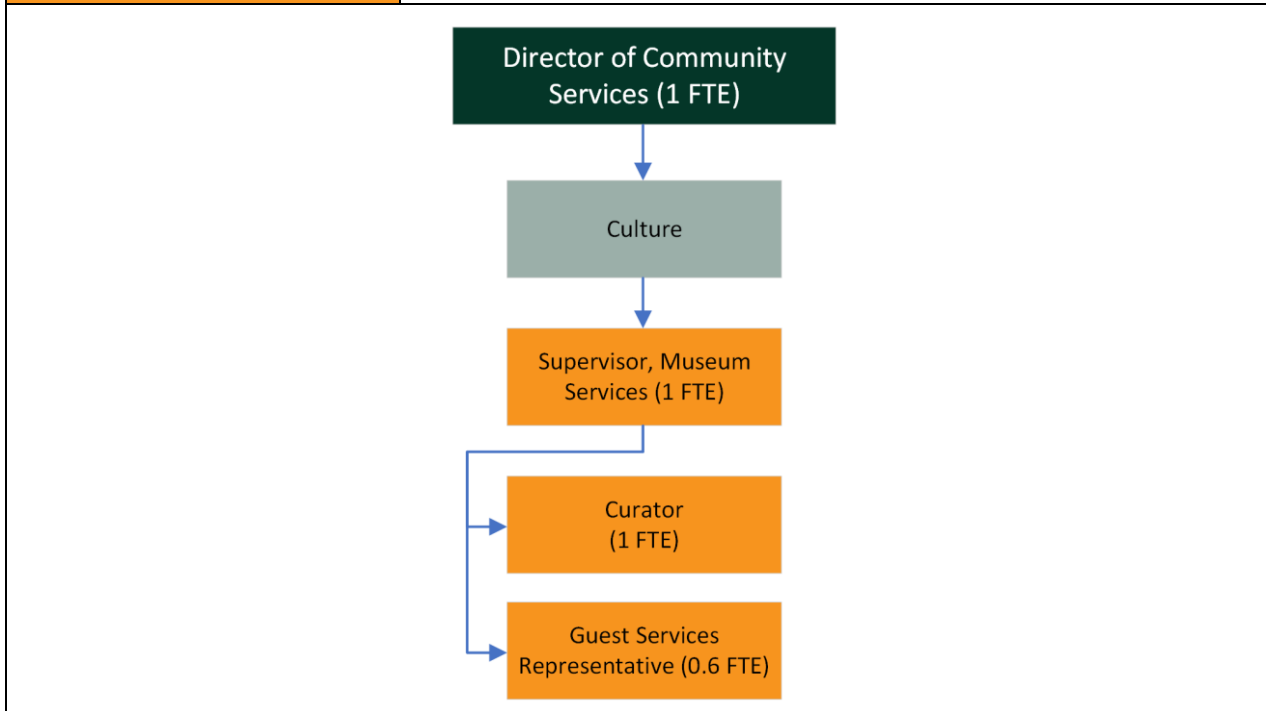 Director of Community
Services (1 FTE)
Culture
Supervisor, Museum
Services (1 FTE)
Curator
(1 FTE)
Guest Services
Representative (0.6 FTE)